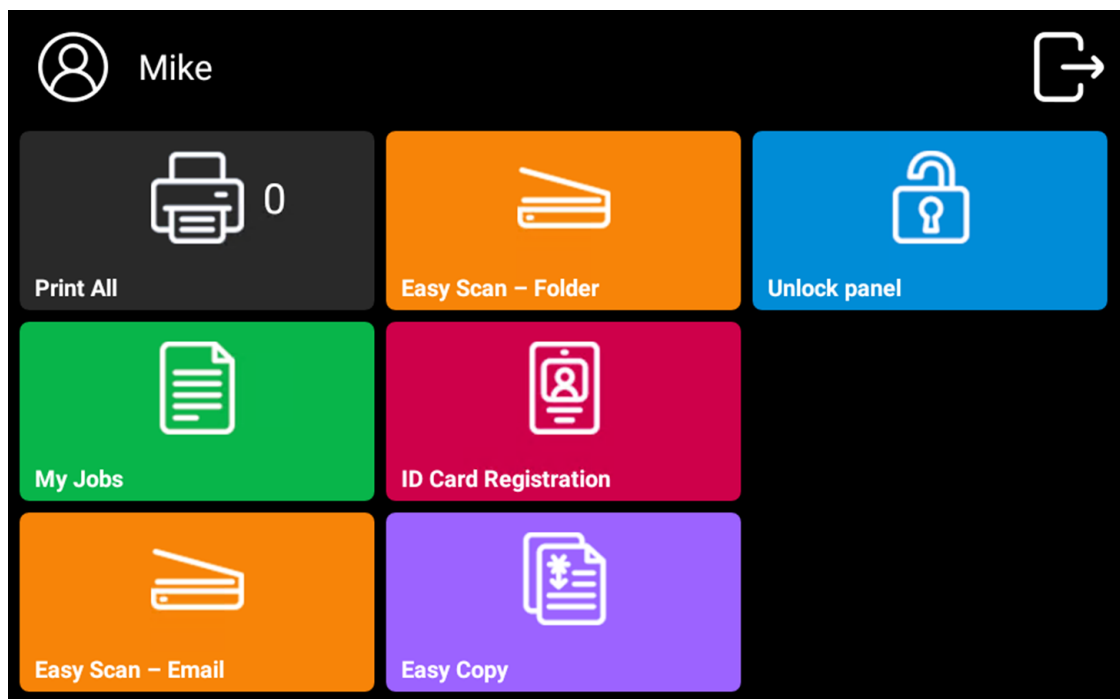 Mike
0
Print All
Easy Scan – Folder
Unlock panel
My Jobs
ID Card Registration
Easy Scan – Email
Easy Copy